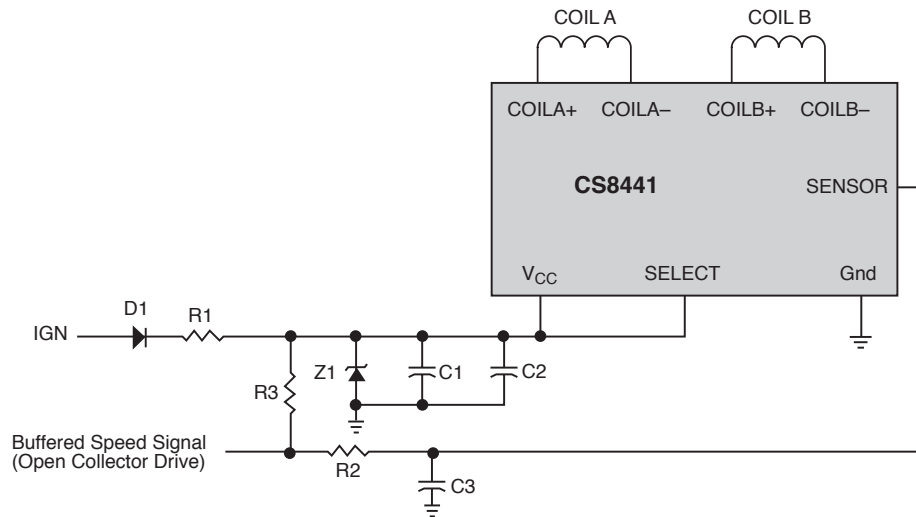 COIL A
COIL B
COILA+
COILA–
COILB+
COILB–
CS8441
SENSOR
VCC
SELECT
Gnd
IGN
D1
R1
Z1
C1
C2
R3
Buffered Speed Signal
(Open Collector Drive)
R2
C3